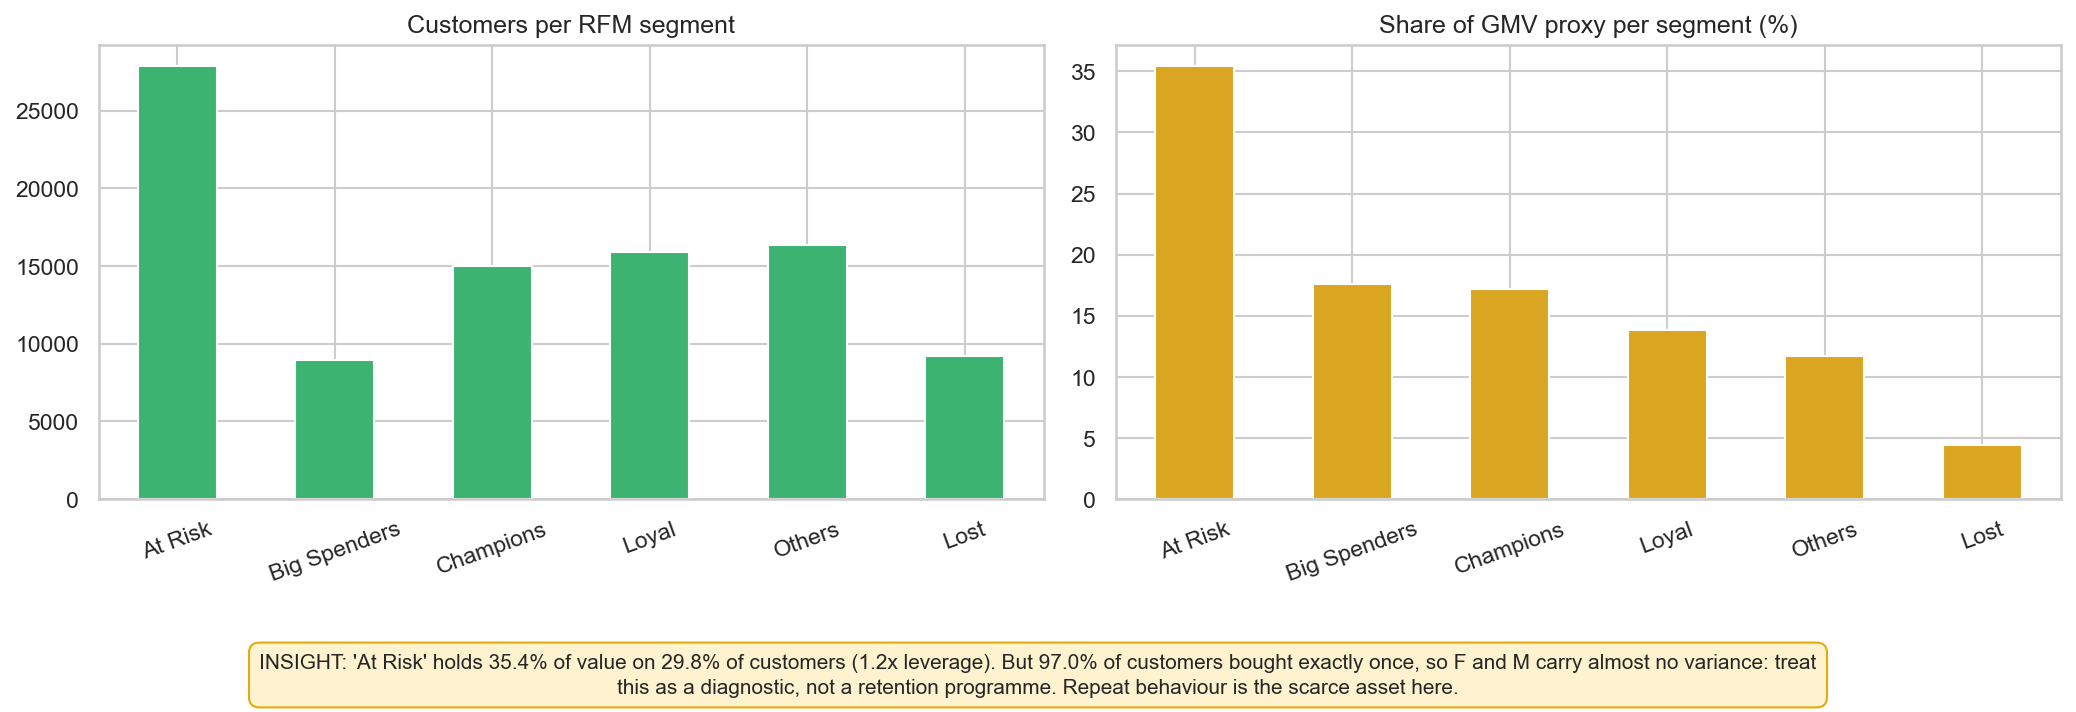 Customers per RFM segment
25000
20000
15000
10000
5000
0
At Risk
Big Spenders
Champions
Loyal
Others
Lost
Share of GMV proxy per segment (%)
35
30
25
20
15
10
5
0
At Risk
Big Spenders
Champions
Loyal
Others
Lost
INSIGHT: 'At Risk' holds 35.4% of value on 29.8% of customers (1.2x leverage). But 97.0% of customers bought exactly once, so F and M carry almost no variance: treat
this as a diagnostic, not a retention programme. Repeat behaviour is the scarce asset here.